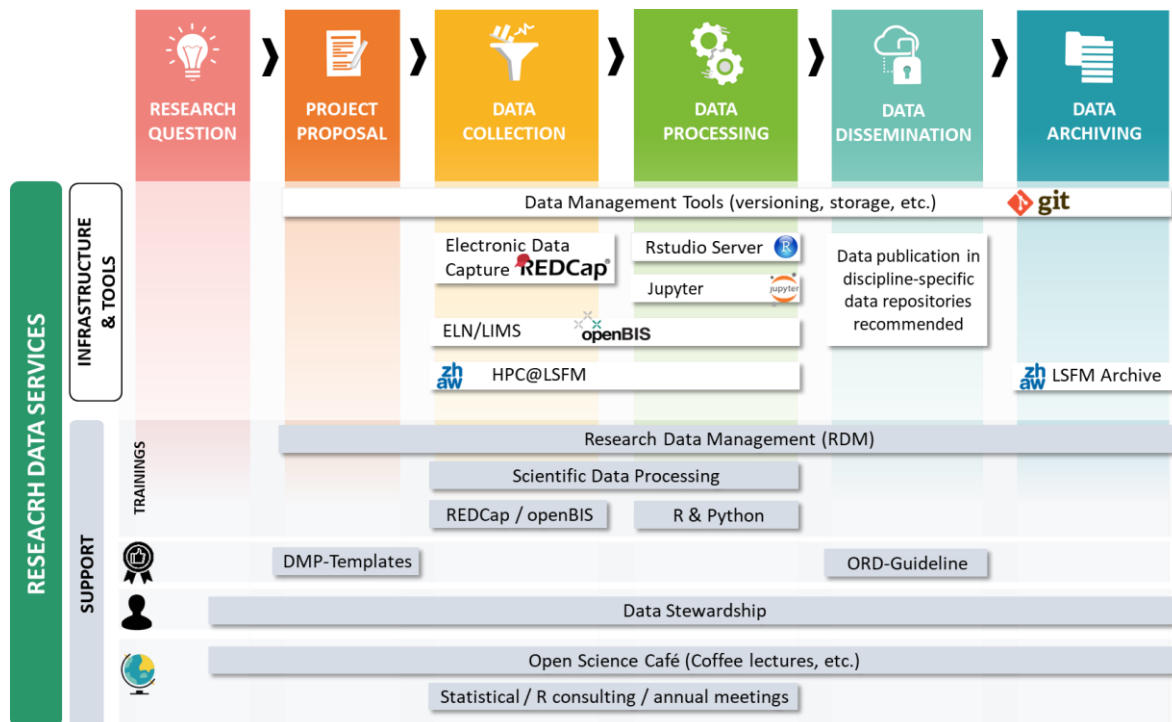 RESEARCH
QUESTION
PROJECT
PROPOSAL
DATA
COLLECTION
DATA
PROCESSING
DATA
DISSEMINATION
DATA
ARCHIVING
RESEACRH DATA SERVICES
INFRASTRUCTURE
& TOOLS
Data Management Tools (versioning, storage, etc.)
git
Electronic Data
Capture REDCap
Rstudio Server R
Jupyter jupyter
Data publication in
discipline-specific
data repositories
recommended
ELN/LIMS openBIS
zh
aw HPC@LSFM
zh
aw LSFM Archive
SUPPORT
TRAININGS
Research Data Management (RDM)
Scientific Data Processing
REDCap / openBIS
R & Python
DMP-Templates
ORD-Guideline
Data Stewardship
Open Science Café (Coffee lectures, etc.)
Statistical / R consulting / annual meetings